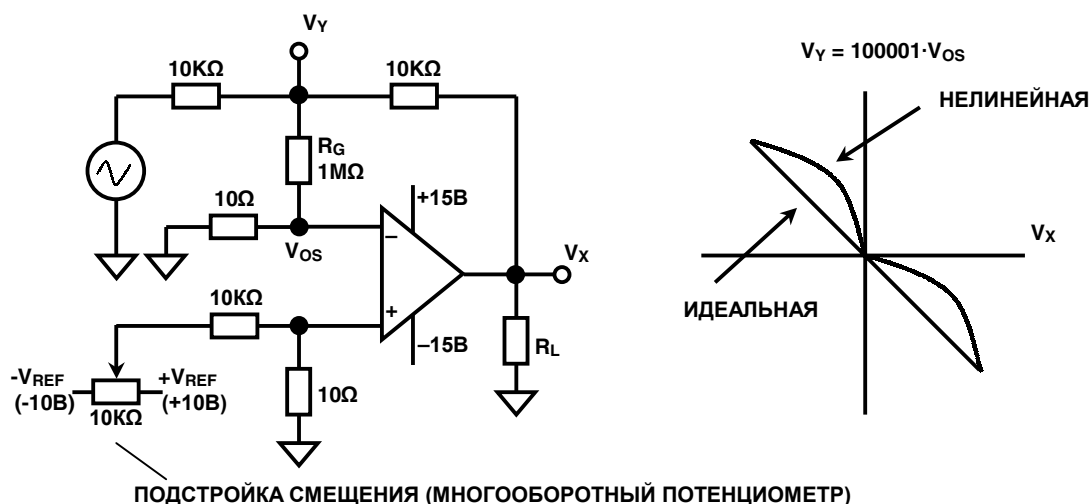 VY
10KΩ
10KΩ
RG
1MΩ
10Ω
+15В
VOS
–
VX
+
10KΩ
–15В
RL
-VREF
(-10В)
+VREF
(+10В)
10KΩ
10Ω
ПОДСТРОЙКА СМЕЩЕНИЯ (МНОГООБОРОТНЫЙ ПОТЕНЦИОМЕТР)
VY = 100001·VOS
НЕЛИНЕЙНАЯ
VX
ИДЕАЛЬНАЯ